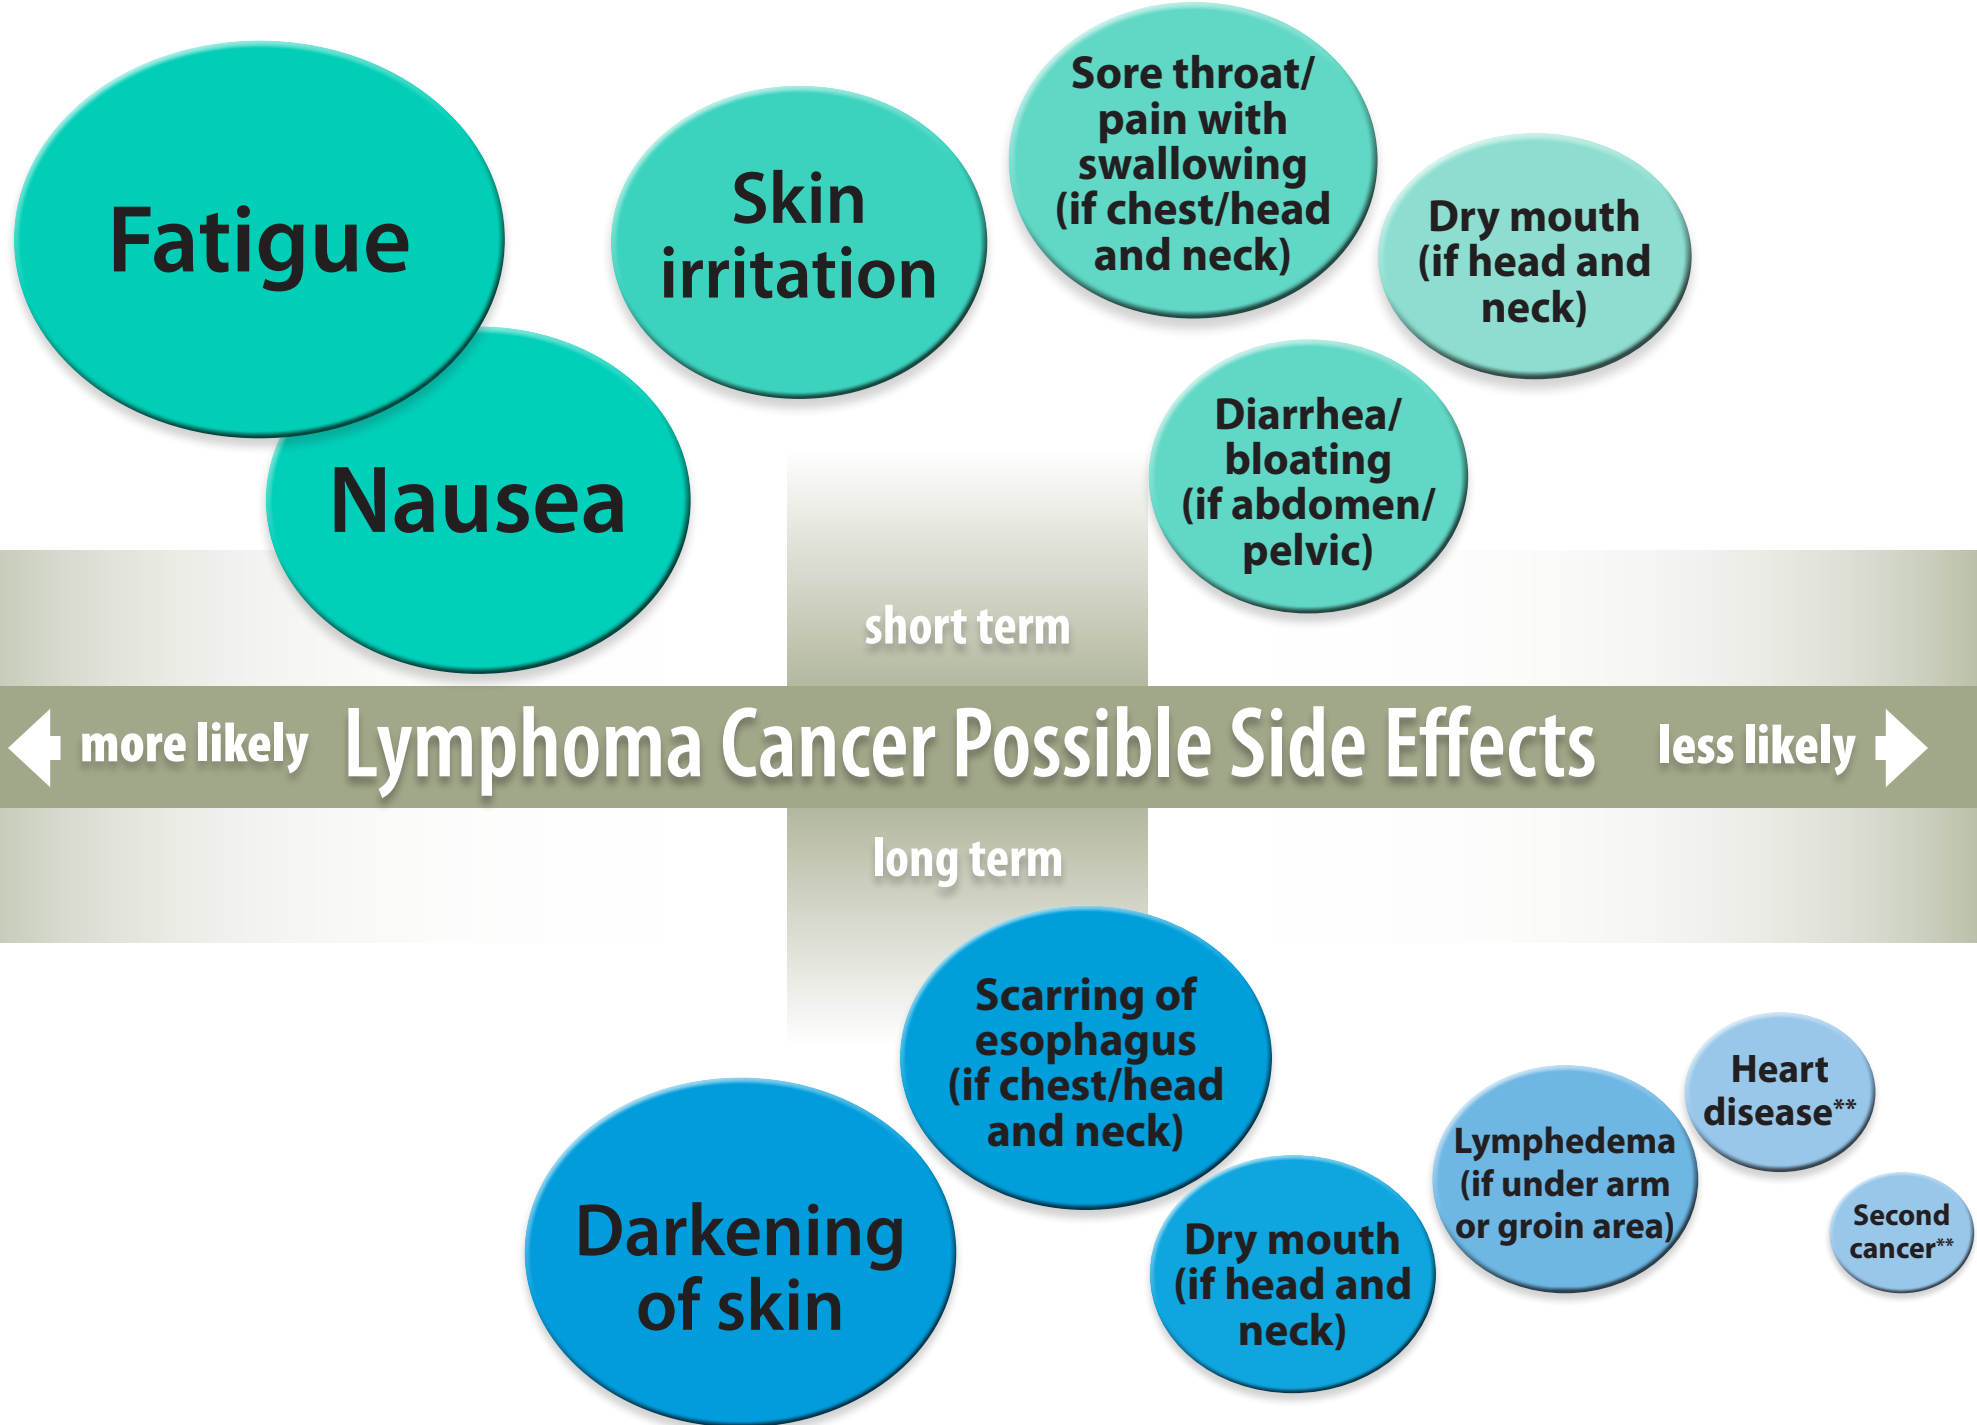 Fatigue
Nausea
Skin
irritation
Sore throat/
pain with
swallowing
(if chest/head
and neck)
Dry mouth
(if head and
neck)
Diarrhea/
bloating
(if abdomen/
pelvic)
short term
more likely
Lymphoma Cancer Possible Side Effects
less likely
long term
Darkening
of skin
Scarring of
esophagus
(if chest/head
and neck)
Dry mouth
(if head and
neck)
Lymphedema
(if under arm
or groin area)
Heart
disease**
Second
cancer**